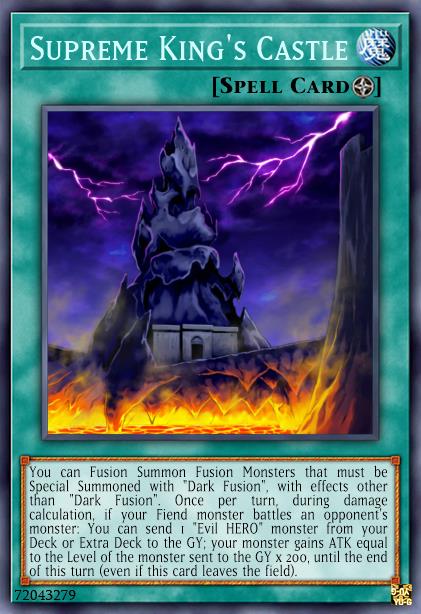 SUPREME KING'S CASTLE 魔
[SPELL CARD]
You can Fusion Summon Fusion Monsters that must be
Special Summoned with "Dark Fusion", with effects other
than "Dark Fusion". Once per turn, during damage
calculation, if your Fiend monster battles an opponent's
monster: You can send 1 "Evil HERO" monster from your
Deck or Extra Deck to the GY; your monster gains ATK equal
to the Level of the monster sent to the GY x 200, until the end
of this turn (even if this card leaves the field).
72043279